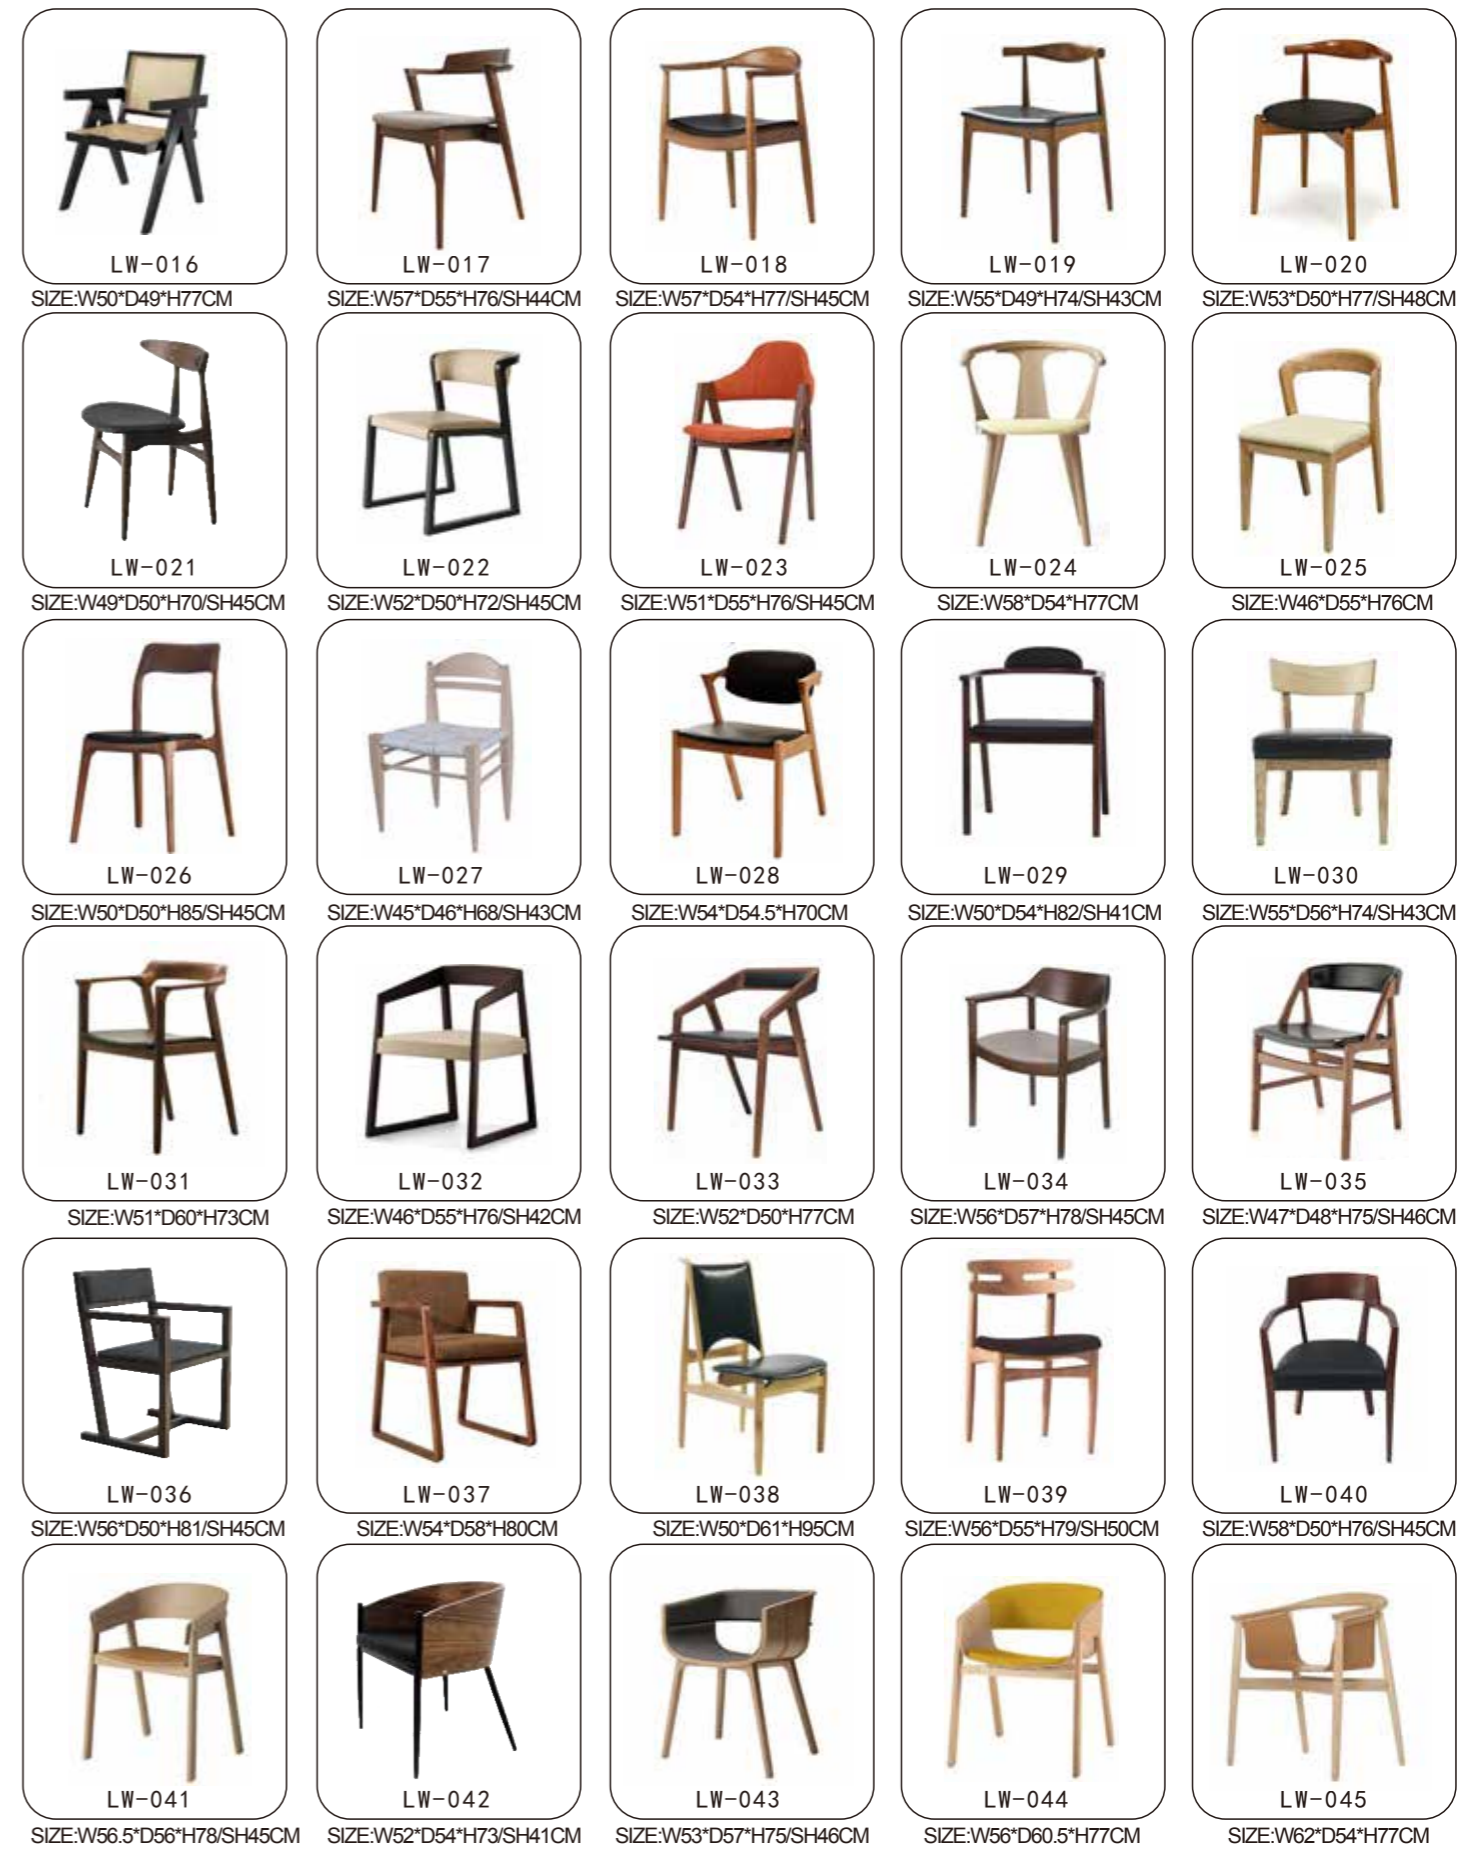 LW-016 LW-017 LW-018 LW-019 LW-020
SIZE:W50*D49*H77CM SIZE:W57*D55*H76/SH44CM SIZE:W57*D54*H77/SH45CM SIZE:W55*D49*H74/SH43CM SIZE:W53*D50*H77/SH48CM
LW-021 LW-022 LW-023 LW-024 LW-025
SIZE:W49*D50*H70/SH45CM SIZE:W52*D50*H72/SH45CM SIZE:W51*D55*H76/SH45CM SIZE:W58*D54*H77CM SIZE:W46*D55*H76CM
LW-026 LW-027 LW-028 LW-029 LW-030
SIZE:W50*D50*H85/SH45CM SIZE:W45*D46*H68/SH43CM SIZE:W54*D54.5*H70CM SIZE:W50*D54*H82/SH41CM SIZE:W55*D56*H74/SH43CM
LW-031 LW-032 LW-033 LW-034 LW-035
SIZE:W51*D60*H73CM SIZE:W46*D55*H76/SH42CM SIZE:W52*D50*H77CM SIZE:W56*D57*H78/SH45CM SIZE:W47*D48*H75/SH46CM
LW-036 LW-037 LW-038 LW-039 LW-040
SIZE:W56*D50*H81/SH45CM SIZE:W54*D58*H80CM SIZE:W50*D61*H95CM SIZE:W56*D55*H79/SH50CM SIZE:W58*D50*H76/SH45CM
LW-041 LW-042 LW-043 LW-044 LW-045
SIZE:W56.5*D56*H78/SH45CM SIZE:W52*D54*H73/SH41CM SIZE:W53*D57*H75/SH46CM SIZE:W56*D60.5*H77CM SIZE:W62*D54*H77CM